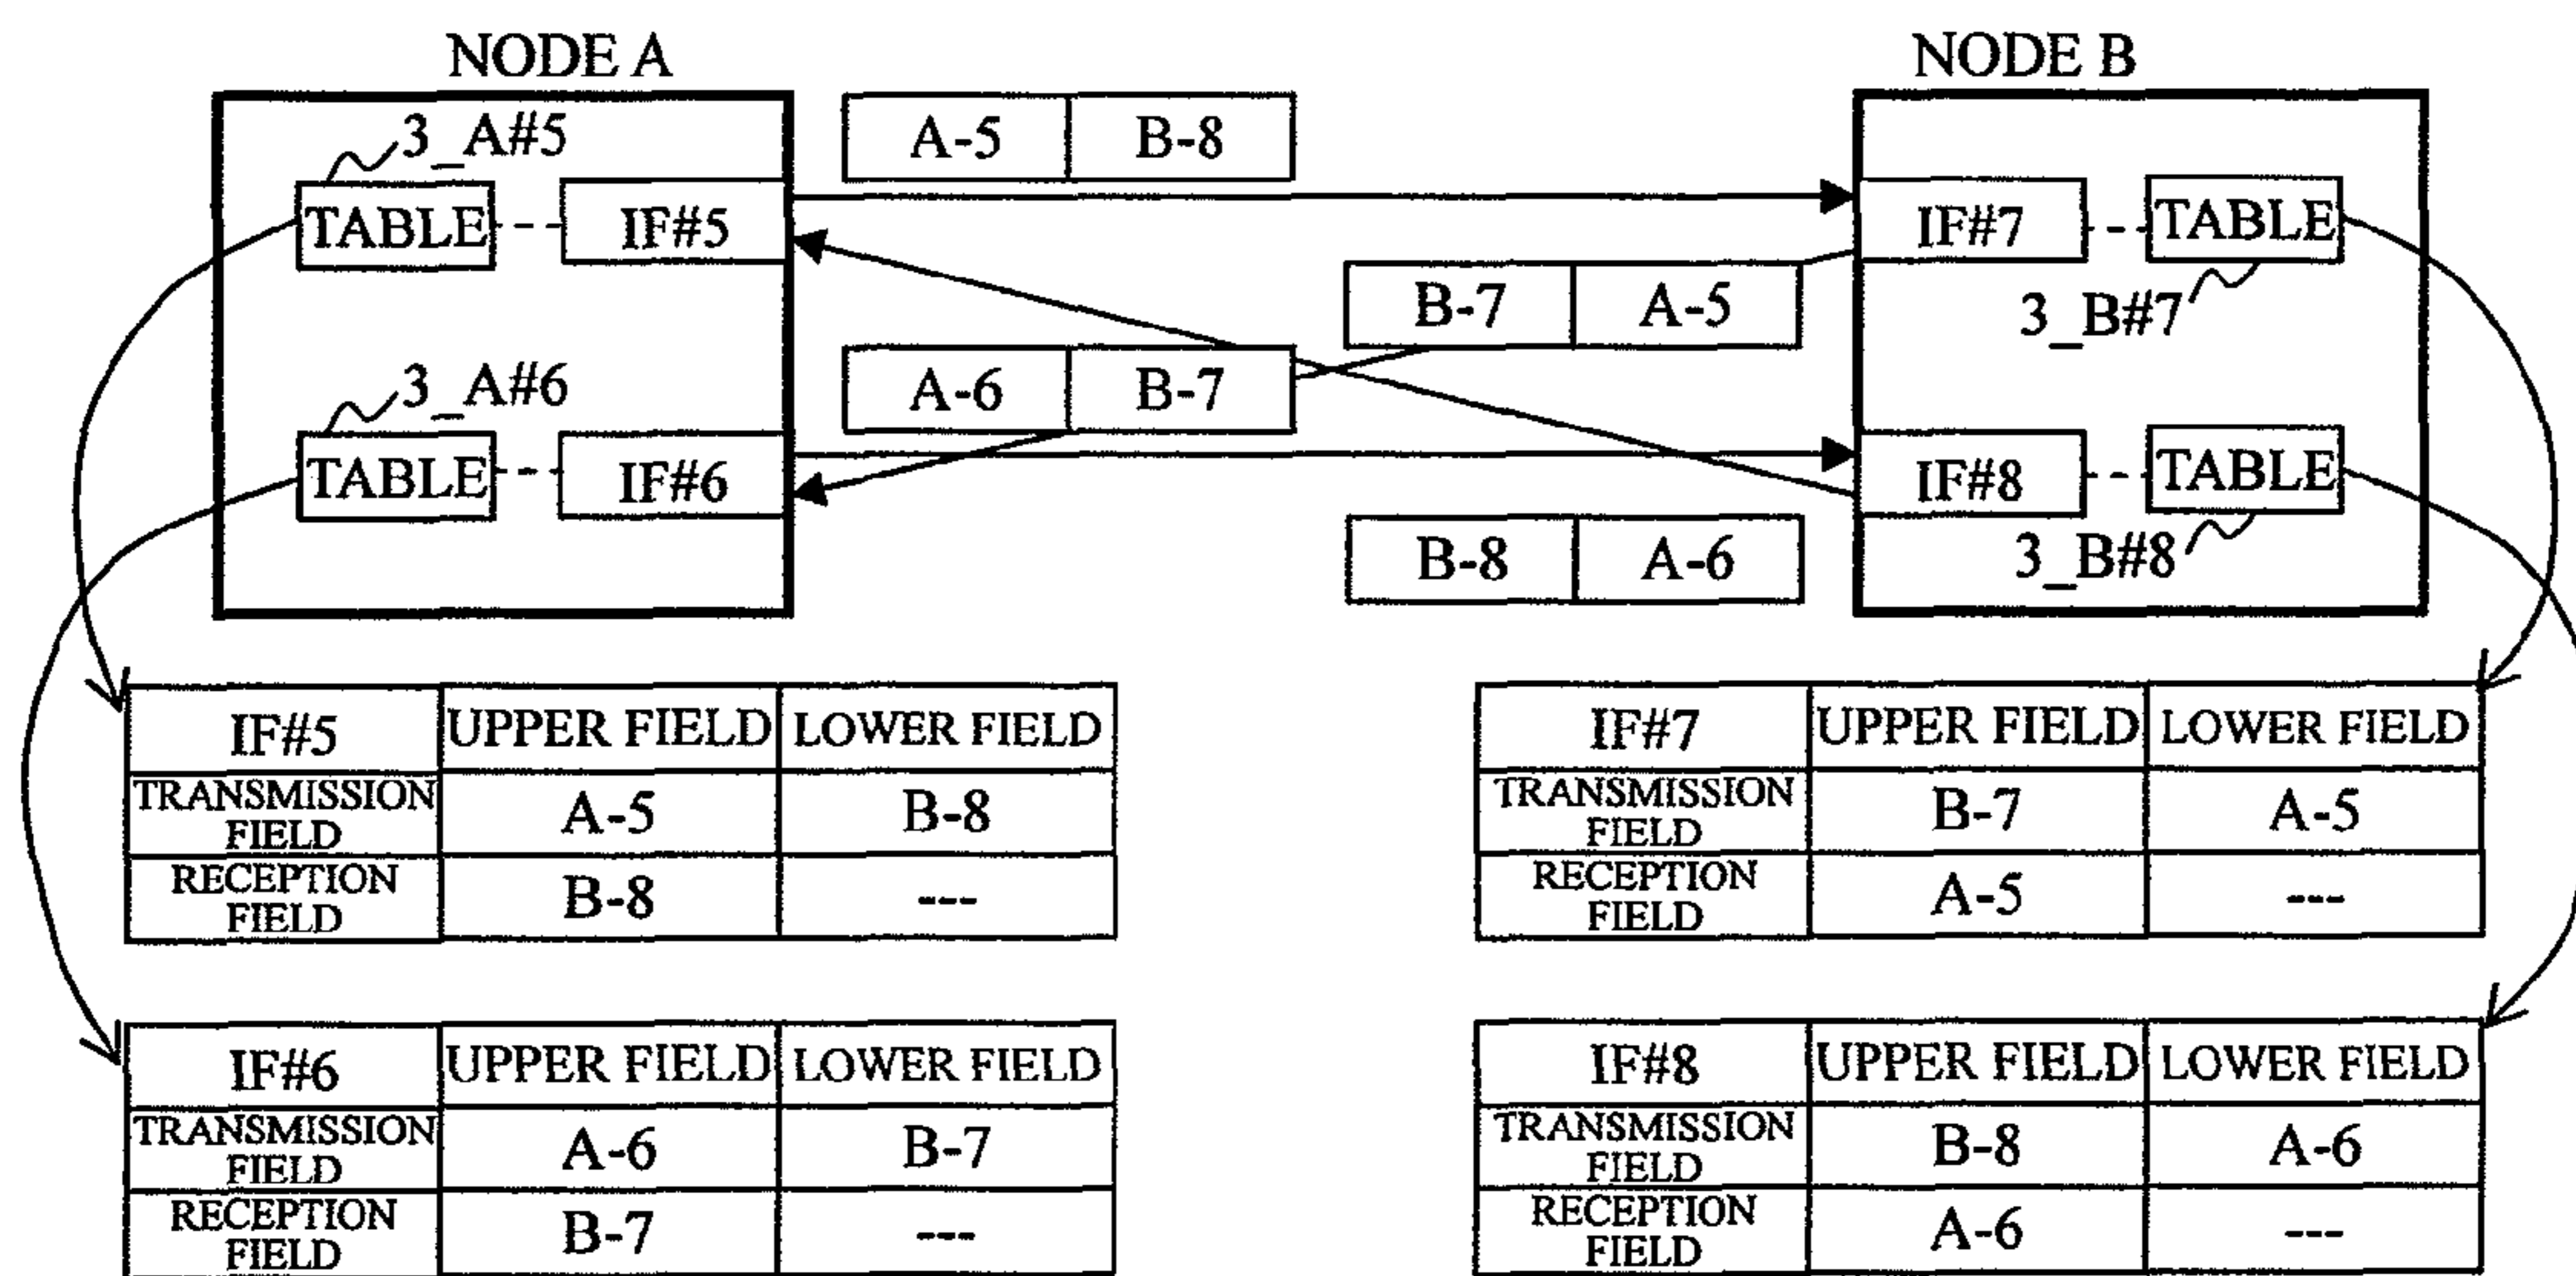 NODE A
NODE B
3_A#5
A-5 B-8
TABLE IF#5
IF#7 TABLE
B-7 A-5
3_B#7
3_A#6
A-6 B-7
TABLE IF#6
IF#8 TABLE
B-8 A-6
3_B#8
IF#5 UPPER FIELD LOWER FIELD
TRANSMISSION
FIELD
A-5 B-8
RECEPTION
FIELD
B-8 ---
IF#7 UPPER FIELD LOWER FIELD
TRANSMISSION
FIELD
B-7 A-5
RECEPTION
FIELD
A-5 ---
IF#6 UPPER FIELD LOWER FIELD
TRANSMISSION
FIELD
A-6 B-7
RECEPTION
FIELD
B-7 ---
IF#8 UPPER FIELD LOWER FIELD
TRANSMISSION
FIELD
B-8 A-6
RECEPTION
FIELD
A-6 ---